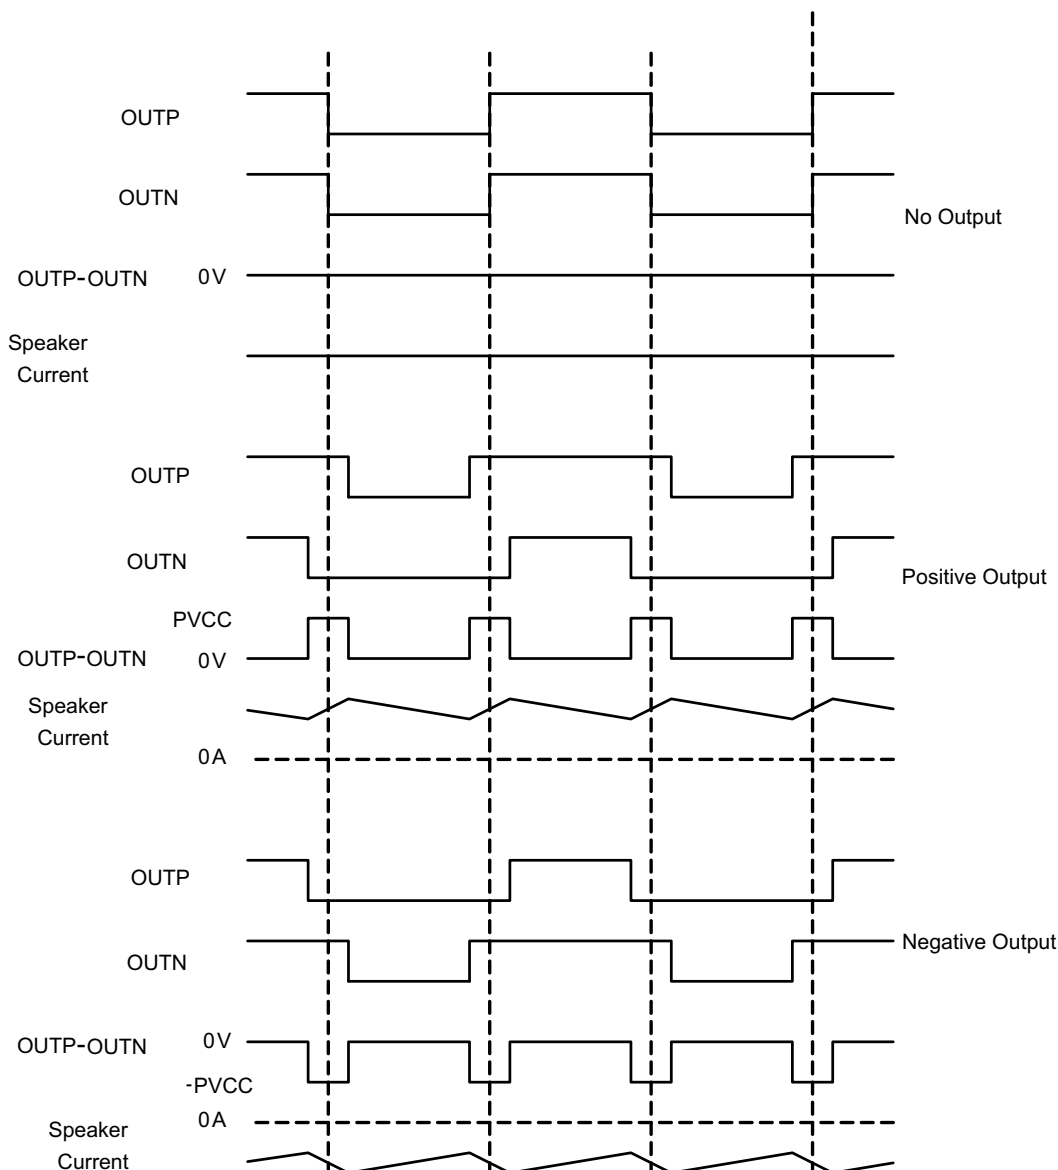 OUTP
OUTN
No Output
OUTP-OUTN 0V
Speaker
Current
OUTP
OUTN
Positive Output
PVCC
OUTP-OUTN 0V
Speaker
Current
0A
OUTP
OUTN
Negative Output
OUTP-OUTN 0V
-PVCC
0A
Speaker
Current